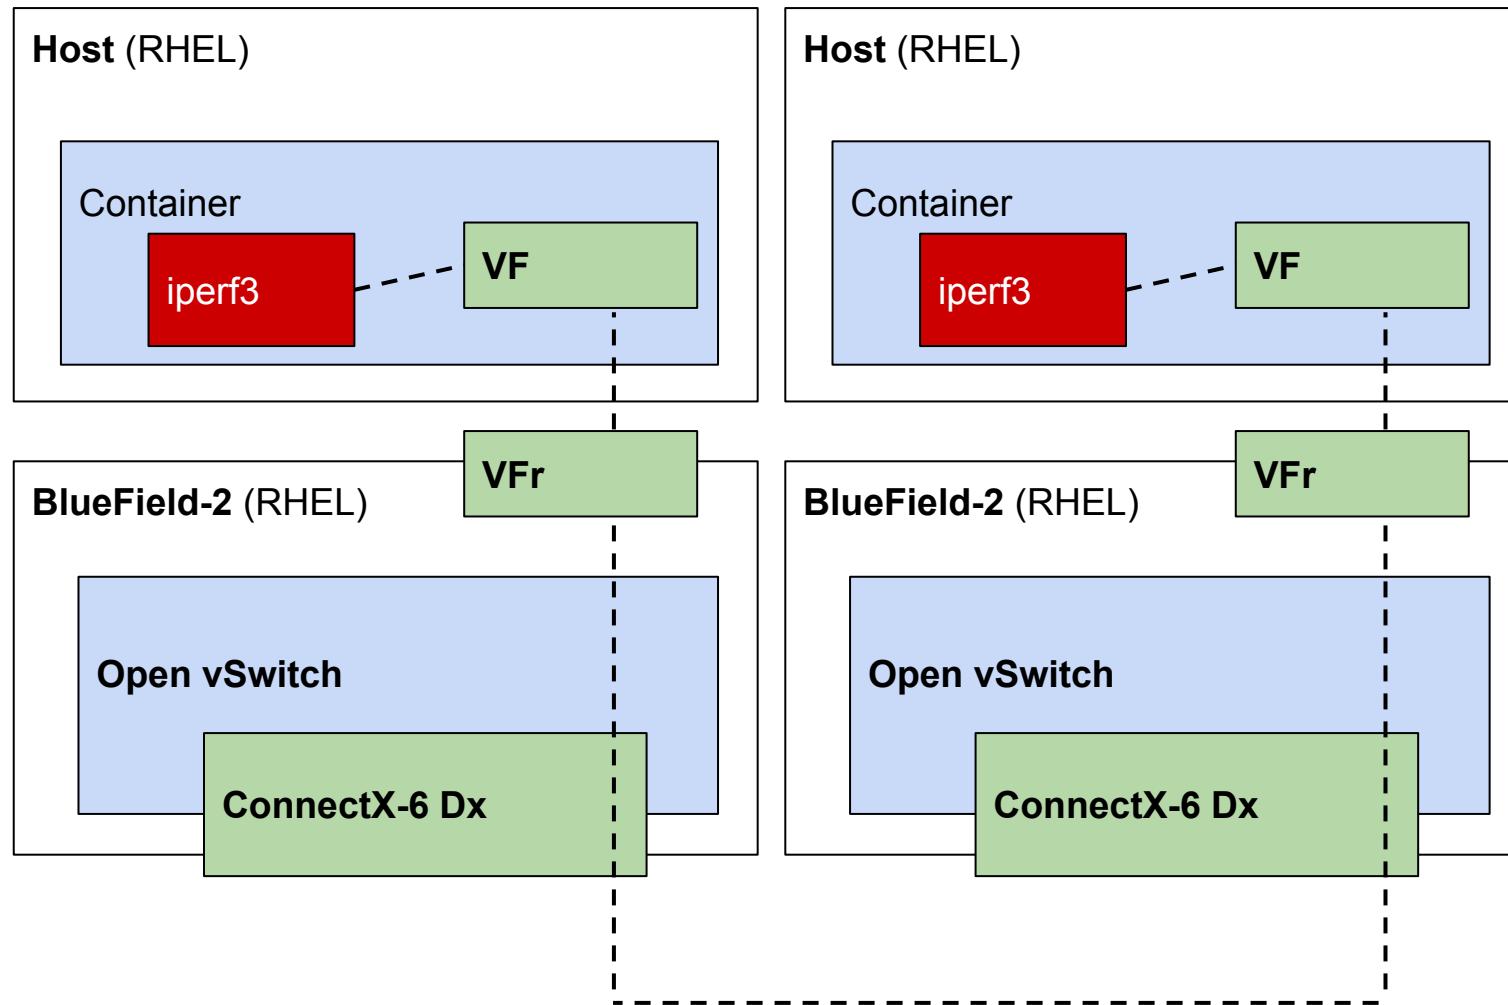 Host (RHEL)
Container
iperf3
VF
VFr
BlueField-2 (RHEL)
Open vSwitch
ConnectX-6 Dx
Host (RHEL)
Container
iperf3
VF
VFr
BlueField-2 (RHEL)
Open vSwitch
ConnectX-6 Dx